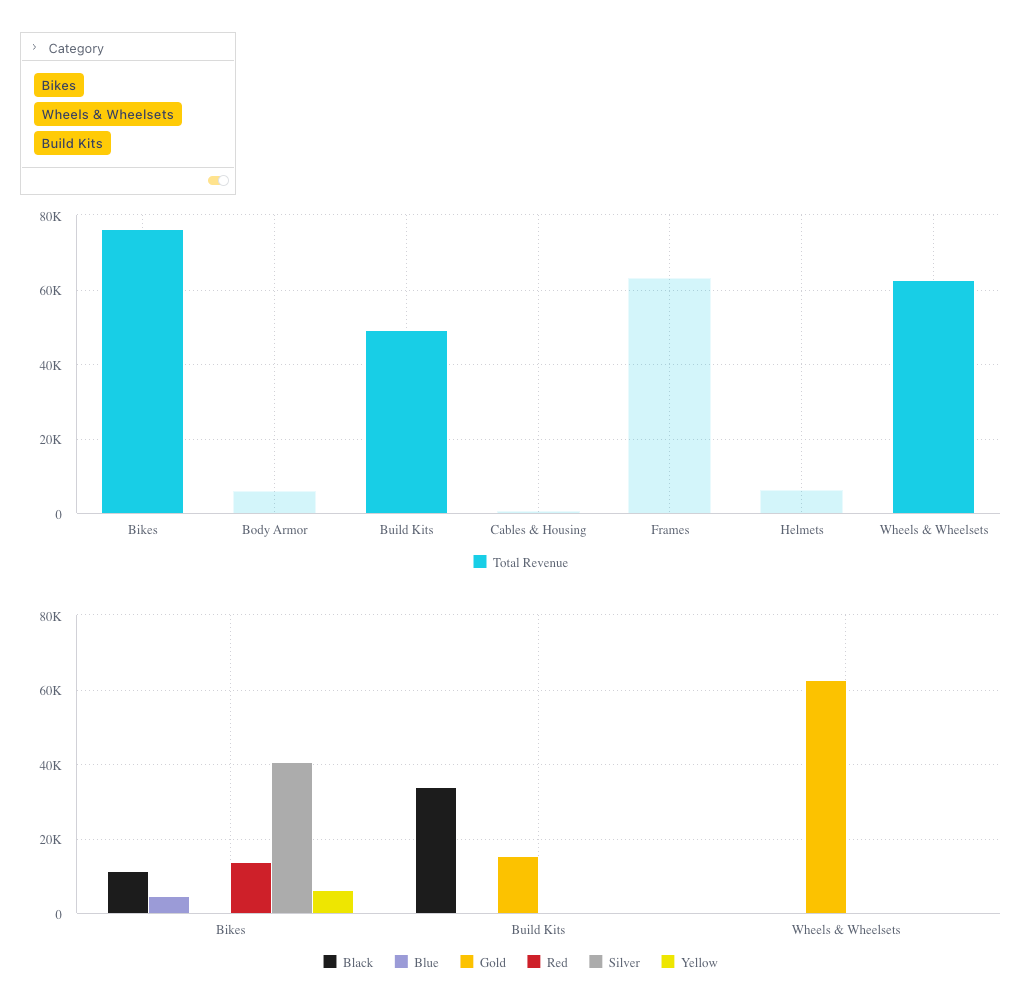 Category
Bikes
Wheels & Wheelsets
Build Kits
80K
60K
40K
20K
0
Bikes Body Armor Build Kits Cables & Housing Frames Helmets Wheels & Wheelsets
Total Revenue
80K
60K
40K
20K
0
Bikes Build Kits Wheels & Wheelsets
Black Blue Gold Red Silver Yellow